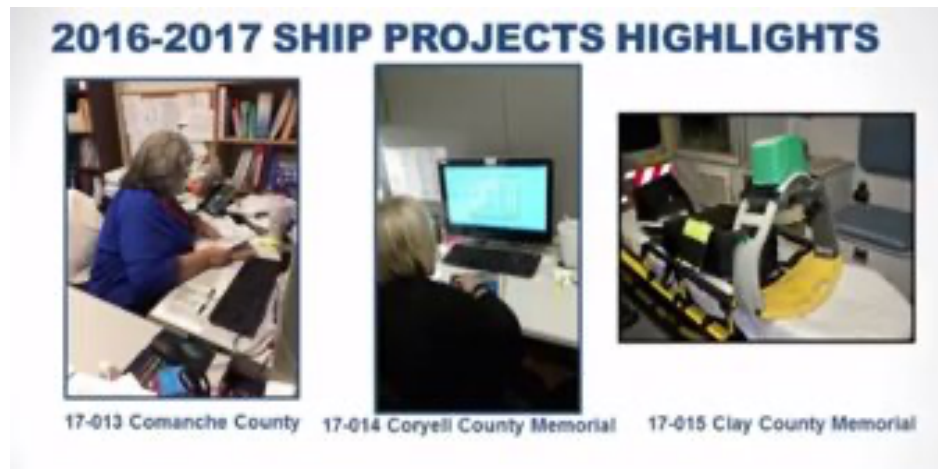 2016-2017 SHIP PROJECTS HIGHLIGHTS
17-013 Comanche County
17-014 Coryell County Memorial
17-015 Clay County Memorial